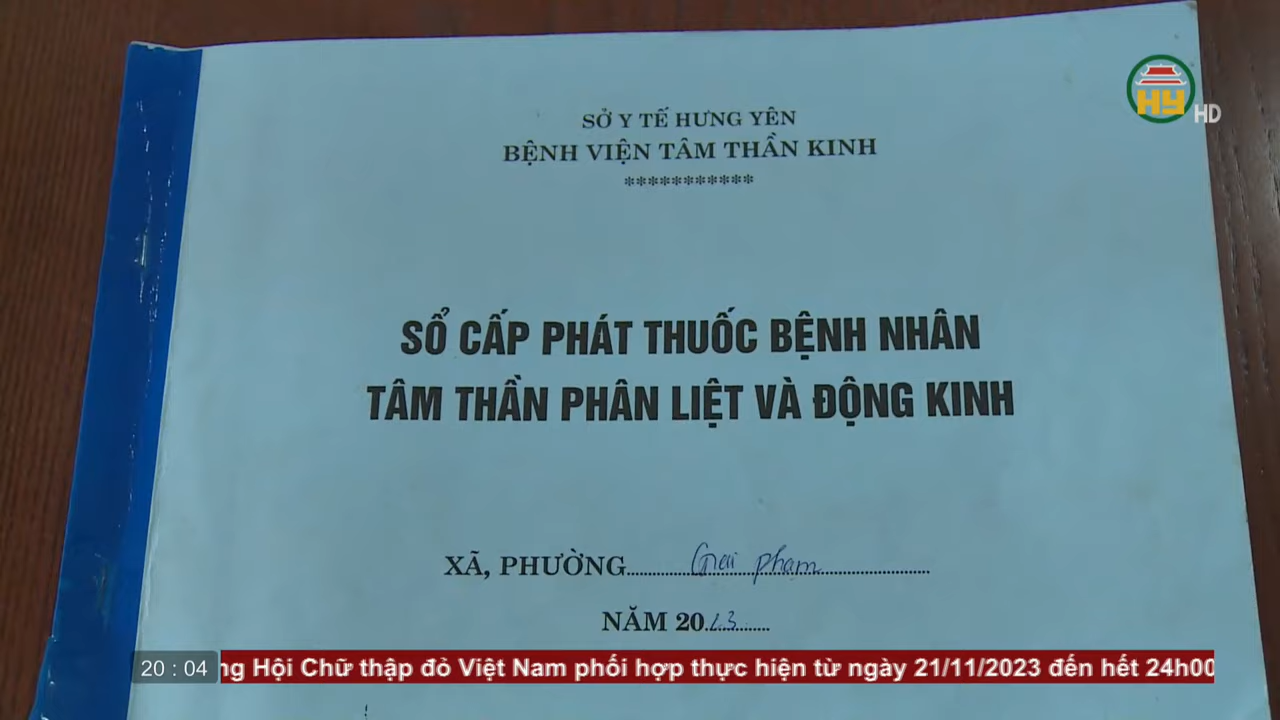 HY HD
SỞ Y TẾ HƯNG YÊN
BỆNH VIỆN TÂM THẦN KINH
***********
SỔ CẤP PHÁT THUỐC BỆNH NHÂN
TÂM THẦN PHÂN LIỆT VÀ ĐỘNG KINH
XÃ, PHƯỜNG Giai phạm
NĂM 2023
20 : 04 ng Hội Chữ thập đỏ Việt Nam phối hợp thực hiện từ ngày 21/11/2023 đến hết 24h00